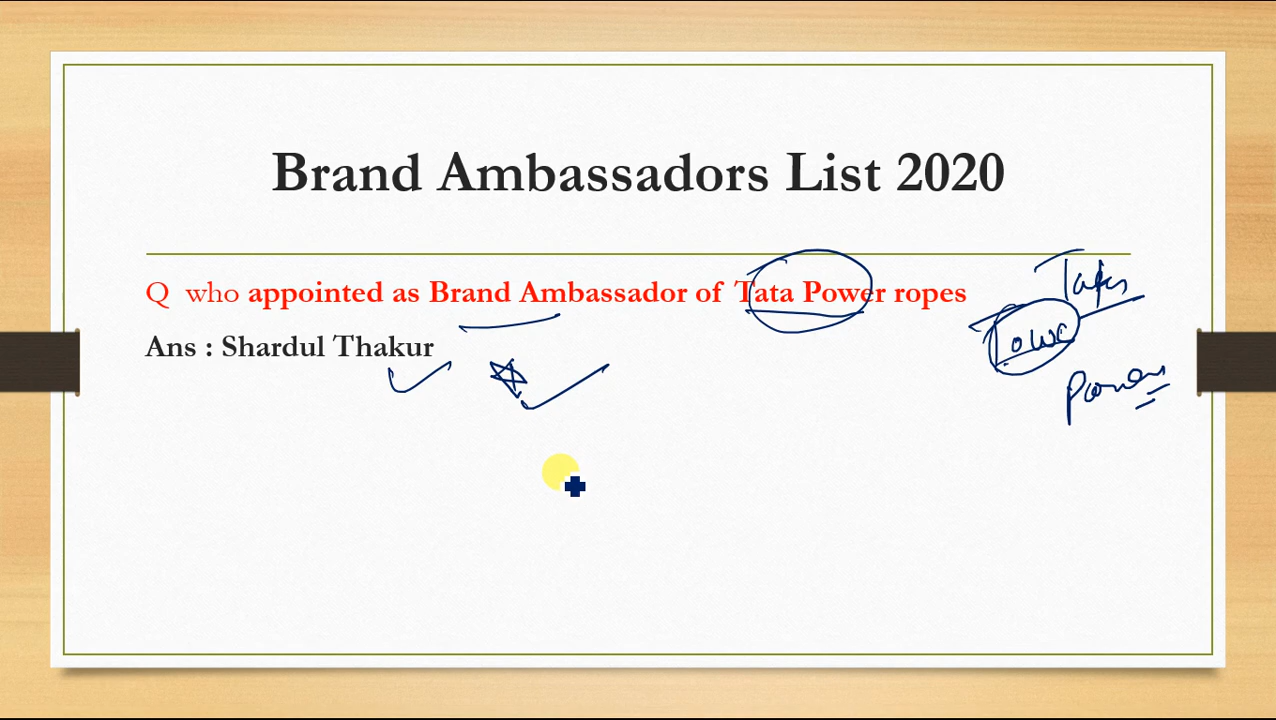 Brand Ambassadors List 2020
Q who appointed as Brand Ambassador of Tata Power ropes
Ans : Shardul Thakur
Tata
Power